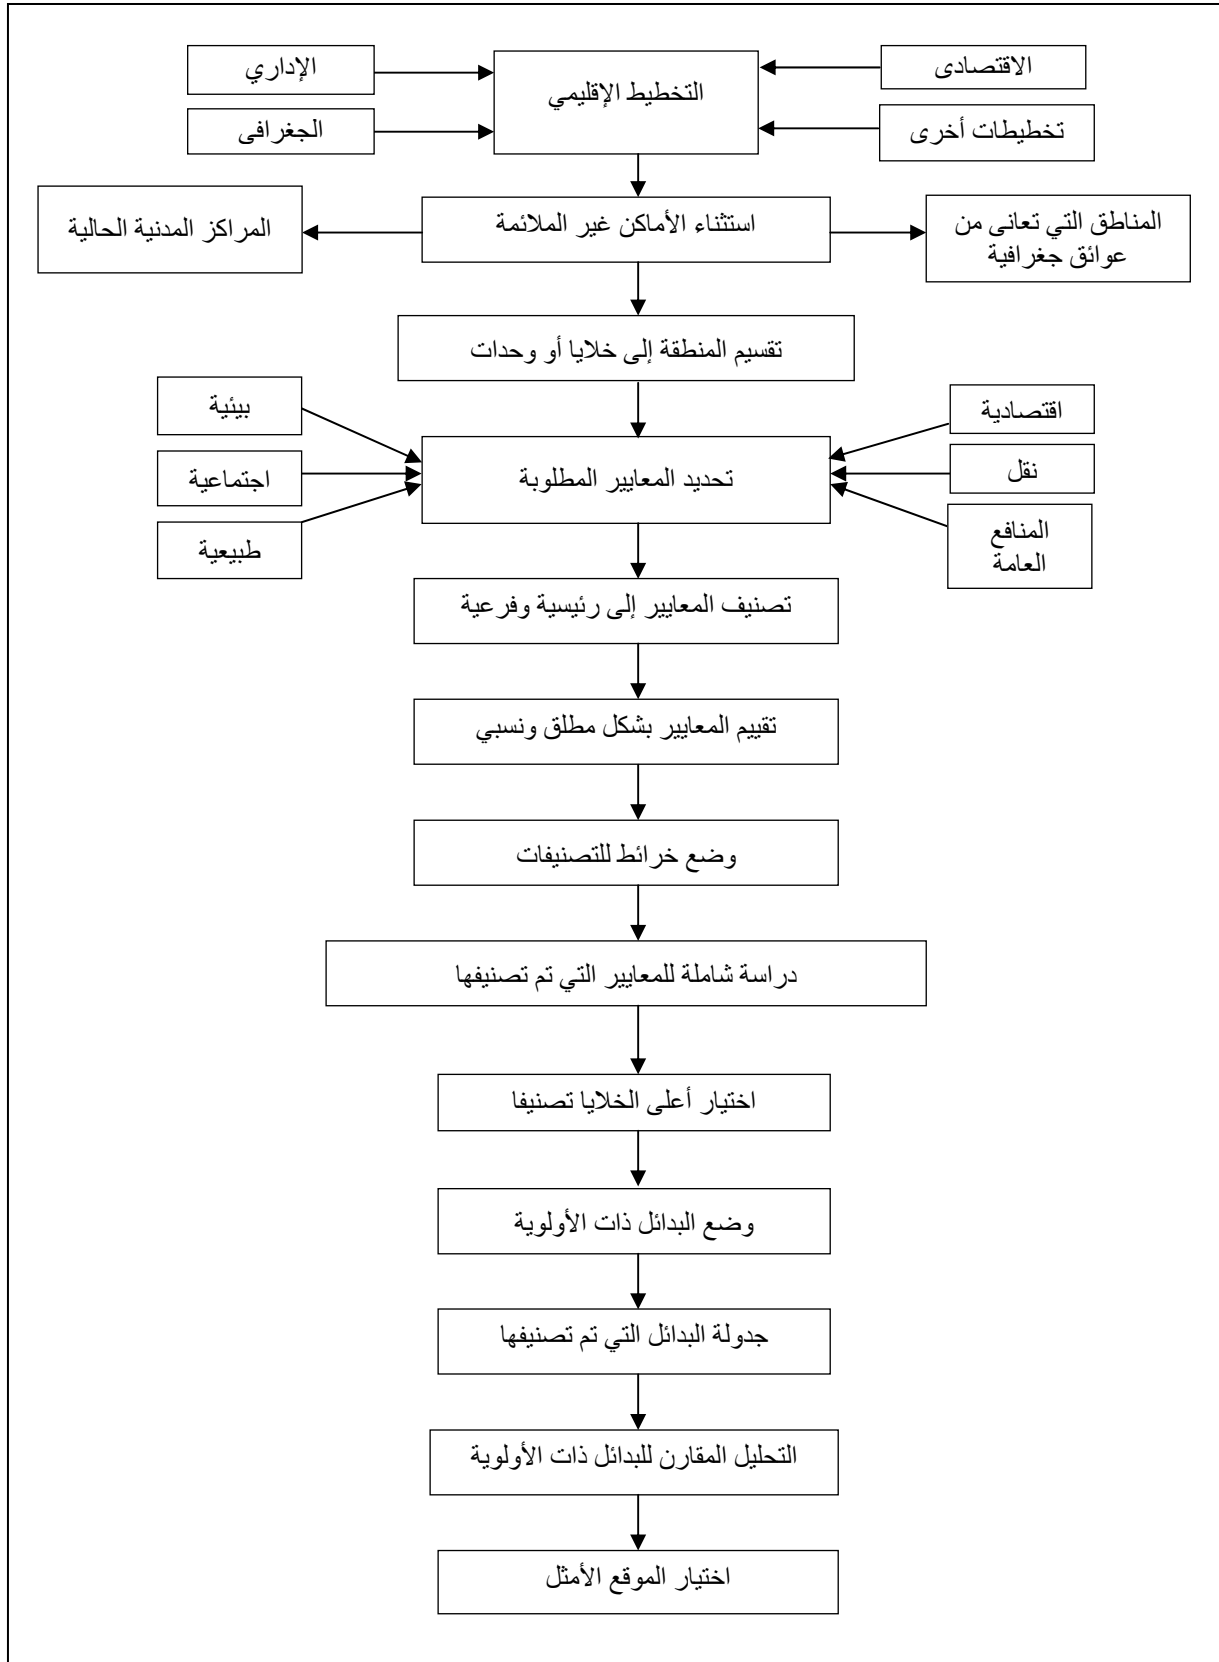 الاقتصادى
الإداري
التخطيط الإقليمي
تخطيطات أخرى
الجغرافى
المناطق التي تعانى من
عوائق جغرافية
استثناء الأماكن غير الملائمة
المراكز المدنية الحالية
تقسيم المنطقة إلى خلايا أو وحدات
اقتصادية
بيئية
نقل
تحديد المعايير المطلوبة
اجتماعية
المنافع
العامة
طبيعية
تصنيف المعايير إلى رئيسية وفرعية
تقييم المعايير بشكل مطلق ونسبي
وضع خرائط للتصنيفات
دراسة شاملة للمعايير التي تم تصنيفها
اختيار أعلى الخلايا تصنيفا
وضع البدائل ذات الأولوية
جدولة البدائل التي تم تصنيفها
التحليل المقارن للبدائل ذات الأولوية
اختيار الموقع الأمثل